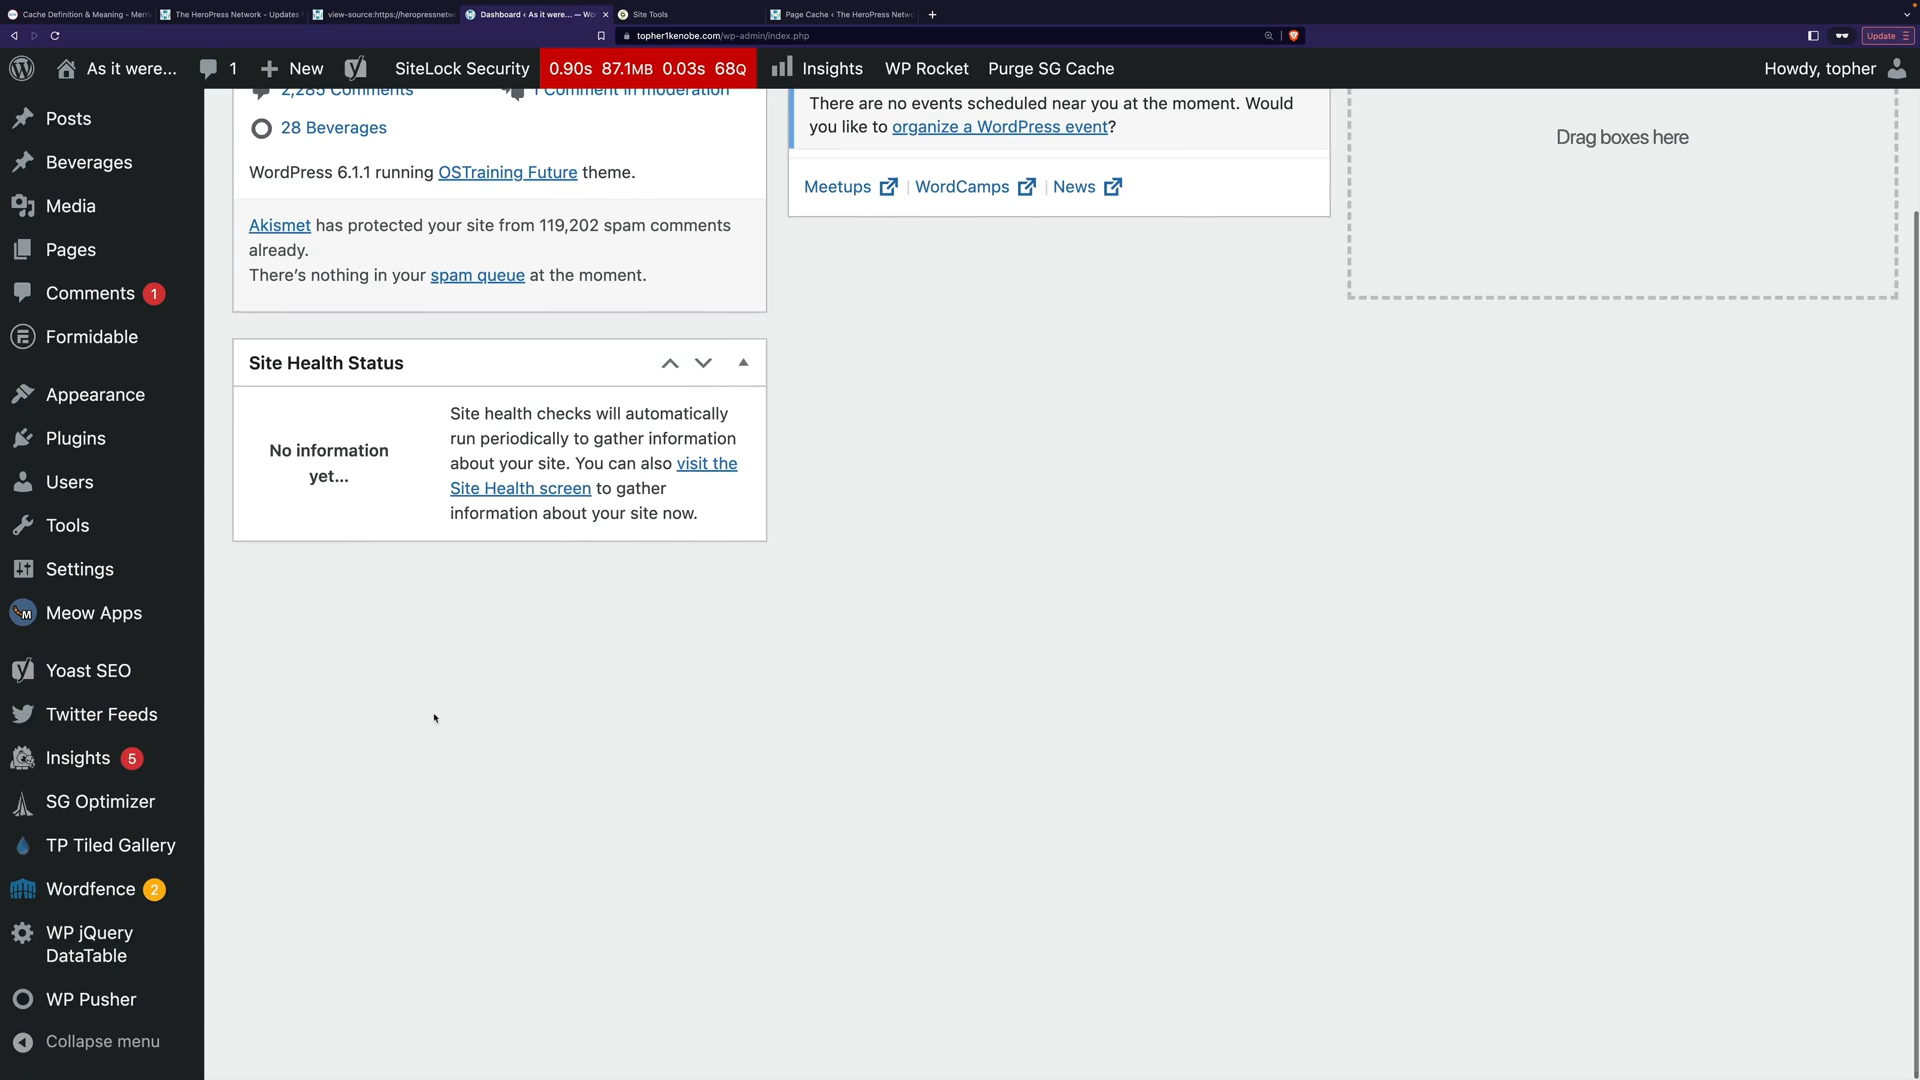 Cache Definition & Meaning - Merri
The HeroPress Network - Updates
view-source:https://heropressnetw
Dashboard ‹ As it were... — Wo
Site Tools
Page Cache ‹ The HeroPress Netw
topher1kenobe.com/wp-admin/index.php
Update
As it were...
1
New
SiteLock Security
0.90s 87.1MB 0.03s 68Q
Insights
WP Rocket
Purge SG Cache
Howdy, topher
Posts
Beverages
Media
Pages
Comments 1
Formidable
Appearance
Plugins
Users
Tools
Settings
Meow Apps
Yoast SEO
Twitter Feeds
Insights 5
SG Optimizer
TP Tiled Gallery
Wordfence 2
WP jQuery
DataTable
WP Pusher
Collapse menu
2,285 Comments
1 Comment in moderation
28 Beverages
WordPress 6.1.1 running OSTraining Future theme.
Akismet has protected your site from 119,202 spam comments
already.
There's nothing in your spam queue at the moment.
Site Health Status
No information
yet...
Site health checks will automatically
run periodically to gather information
about your site. You can also visit the
Site Health screen to gather
information about your site now.
There are no events scheduled near you at the moment. Would
you like to organize a WordPress event?
Meetups | WordCamps | News
Drag boxes here